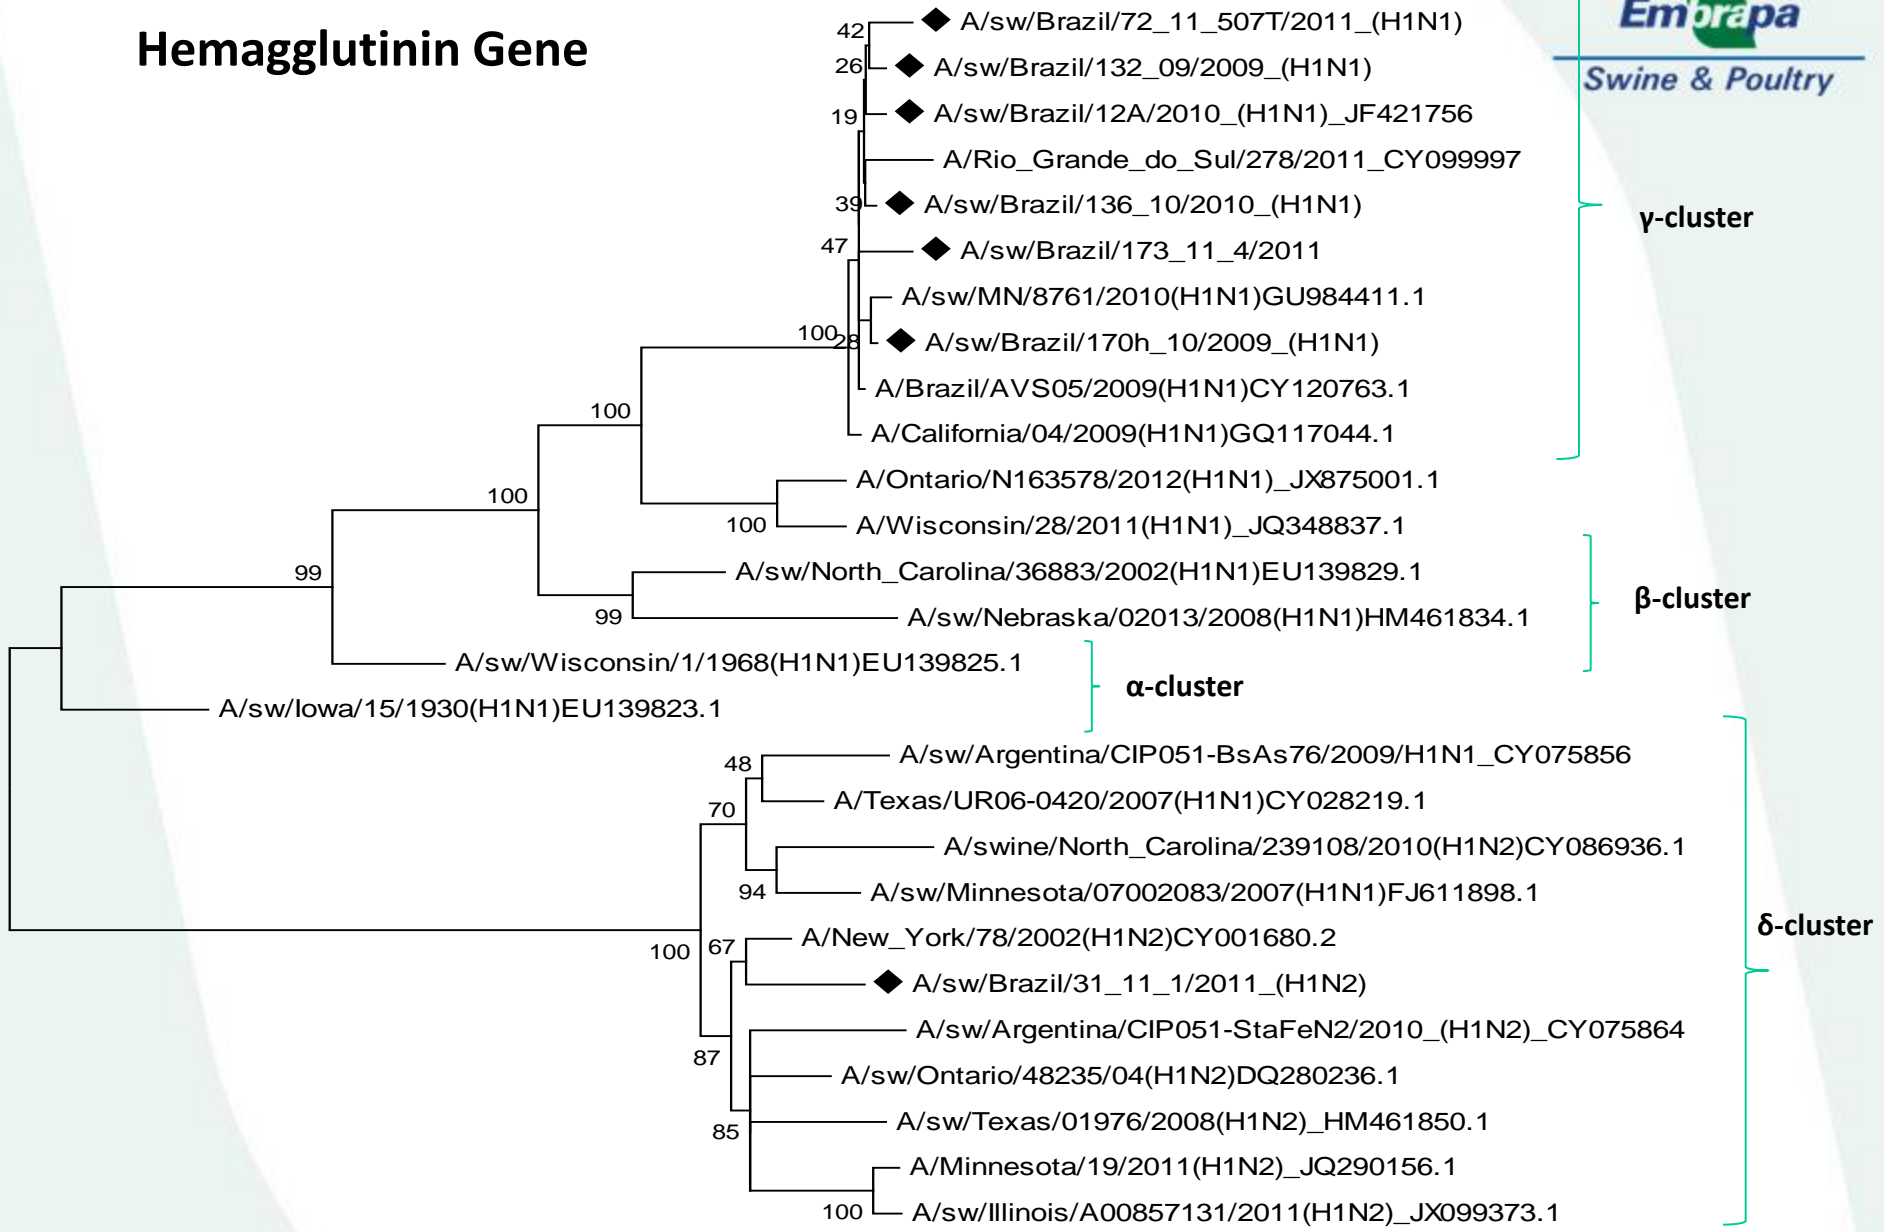 Hemagglutinin Gene
Embrapa
Swine & Poultry
42
A/sw/Brazil/72_11_507T/2011_(H1N1)
26
A/sw/Brazil/132_09/2009_(H1N1)
19
A/sw/Brazil/12A/2010_(H1N1)_JF421756
A/Rio_Grande_do_Sul/278/2011_CY099997
39
A/sw/Brazil/136_10/2010_(H1N1)
γ-cluster
47
A/sw/Brazil/173_11_4/2011
A/sw/MN/8761/2010(H1N1)GU984411.1
100
28
A/sw/Brazil/170h_10/2009_(H1N1)
A/Brazil/AVS05/2009(H1N1)CY120763.1
100
A/California/04/2009(H1N1)GQ117044.1
A/Ontario/N163578/2012(H1N1)_JX875001.1
100
100
A/Wisconsin/28/2011(H1N1)_JQ348837.1
99
A/sw/North_Carolina/36883/2002(H1N1)EU139829.1
β-cluster
99
A/sw/Nebraska/02013/2008(H1N1)HM461834.1
A/sw/Wisconsin/1/1968(H1N1)EU139825.1
α-cluster
A/sw/Iowa/15/1930(H1N1)EU139823.1
48
A/sw/Argentina/CIP051-BsAs76/2009/H1N1_CY075856
70
A/Texas/UR06-0420/2007(H1N1)CY028219.1
A/swine/North_Carolina/239108/2010(H1N2)CY086936.1
94
A/sw/Minnesota/07002083/2007(H1N1)FJ611898.1
δ-cluster
100
67
A/New_York/78/2002(H1N2)CY001680.2
A/sw/Brazil/31_11_1/2011_(H1N2)
A/sw/Argentina/CIP051-StaFeN2/2010_(H1N2)_CY075864
87
A/sw/Ontario/48235/04(H1N2)DQ280236.1
85
A/sw/Texas/01976/2008(H1N2)_HM461850.1
A/Minnesota/19/2011(H1N2)_JQ290156.1
100
A/sw/Illinois/A00857131/2011(H1N2)_JX099373.1